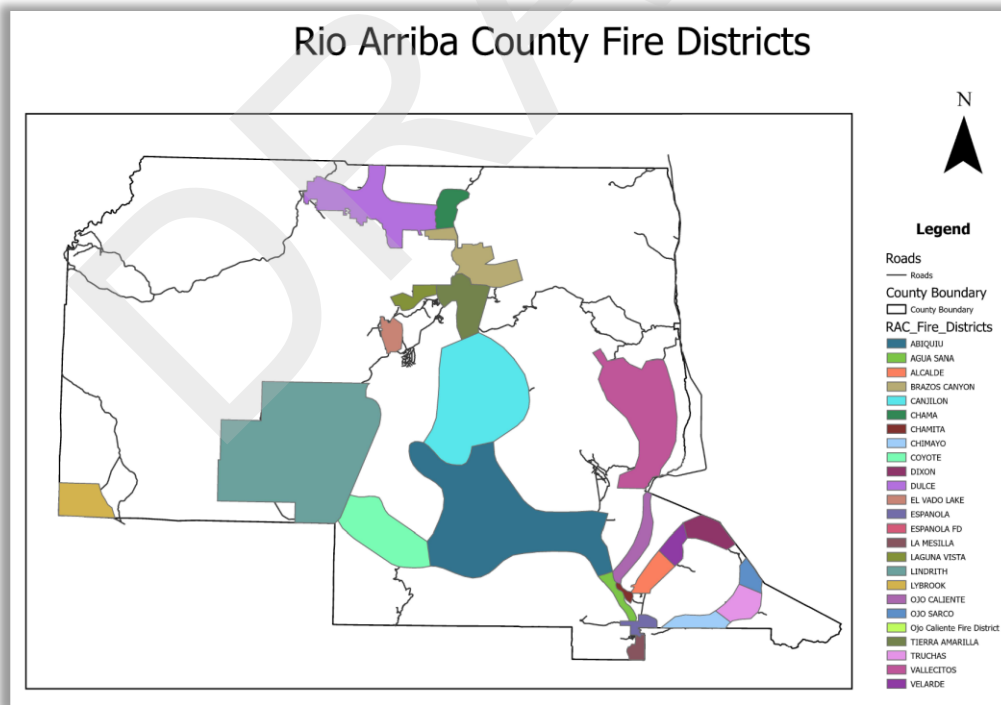 Rio Arriba County Fire Districts
DRA
N
Legend
Roads
Roads
County Boundary
County Boundary
RAC_Fire_Districts
ABIQUIU
AGUA SANA
ALCALDE
BRAZOS CANYON
CANJILON
CHAMA
CHAMITA
CHIMAYO
COYOTE
DIXON
DULCE
EL VADO LAKE
ESPANOLA
ESPANOLA FD
LA MESILLA
LAGUNA VISTA
LINDRITH
LYBROOK
OJO CALIENTE
OJO SARCO
Ojo Caliente Fire District
TIERRA AMARILLA
TRUCHAS
VALLECITOS
VELARDE